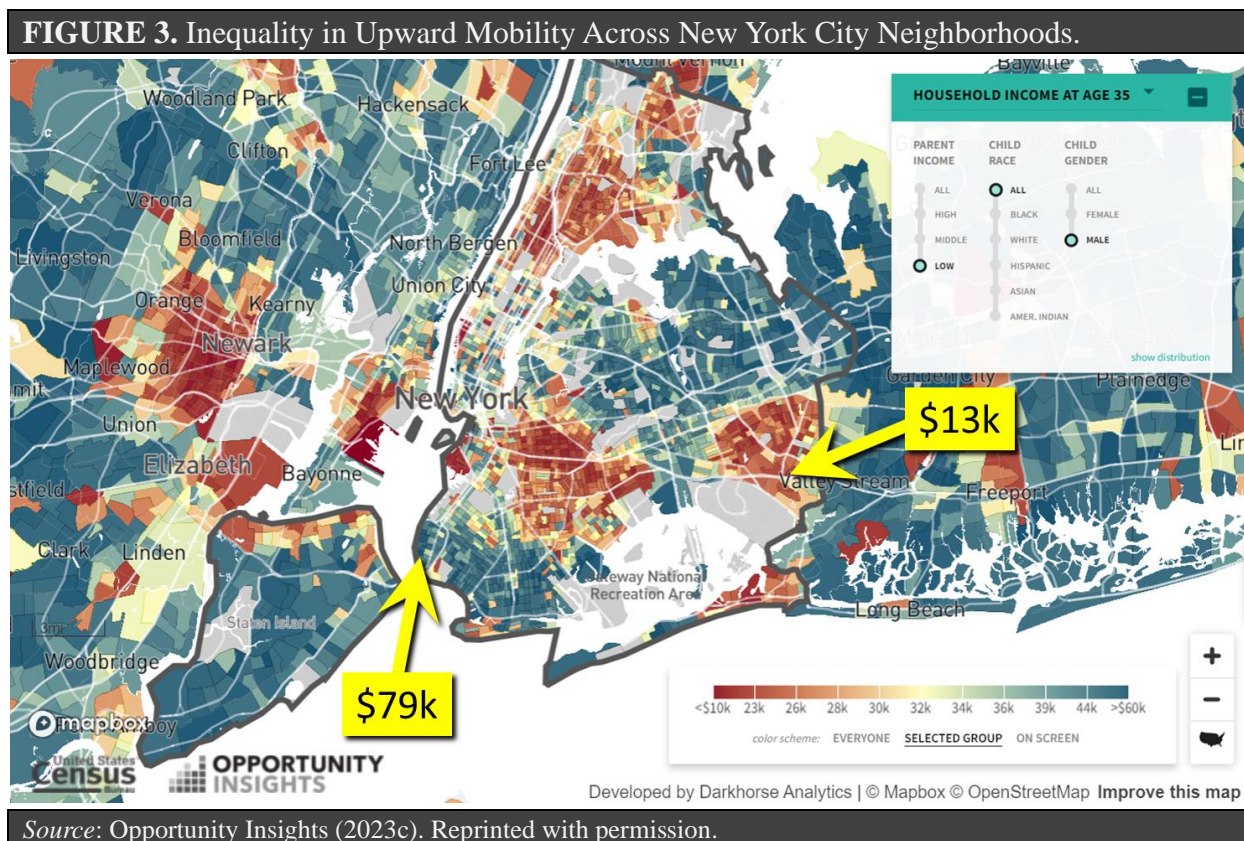 FIGURE 3. Inequality in Upward Mobility Across New York City Neighborhoods.
Mount Vernon
Bayville
Woodland Park
Hackensack
Clifton
Fort Lee
Verona
Bloomfield
North Bergen
Livingston
Union City
Orange
Kearny
Newark
Maplewood
New York
Union
Elizabeth
Bayonne
Clark
Linden
Staten Island
3mi
Woodbridge
Garden City
Plainedge
Valley Stream
Freeport
Long Beach
Recreation Area
HOUSEHOLD INCOME AT AGE 35
PARENT CHILD CHILD
INCOME RACE GENDER
ALL ALL ALL
HIGH BLACK FEMALE
MIDDLE WHITE MALE
LOW HISPANIC
ASIAN
AMER. INDIAN
show distribution
$13k
$79k
+
−
<$10k 23k 26k 28k 30k 32k 34k 36k 39k 44k >$60k
color scheme: EVERYONE SELECTED GROUP ON SCREEN
mapbox
United States
Census
Bureau
OPPORTUNITY
INSIGHTS
Developed by Darkhorse Analytics | © Mapbox © OpenStreetMap Improve this map
Source: Opportunity Insights (2023c). Reprinted with permission.